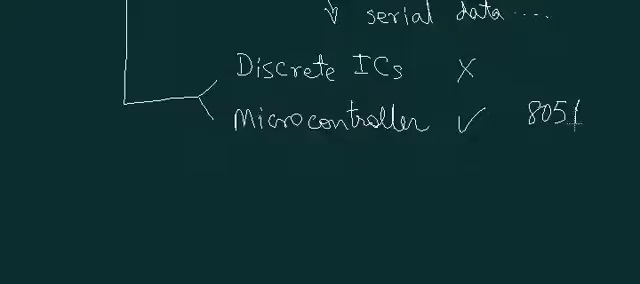 ↓ serial data ....
Discrete ICs X
Microcontroller ✓ 8051